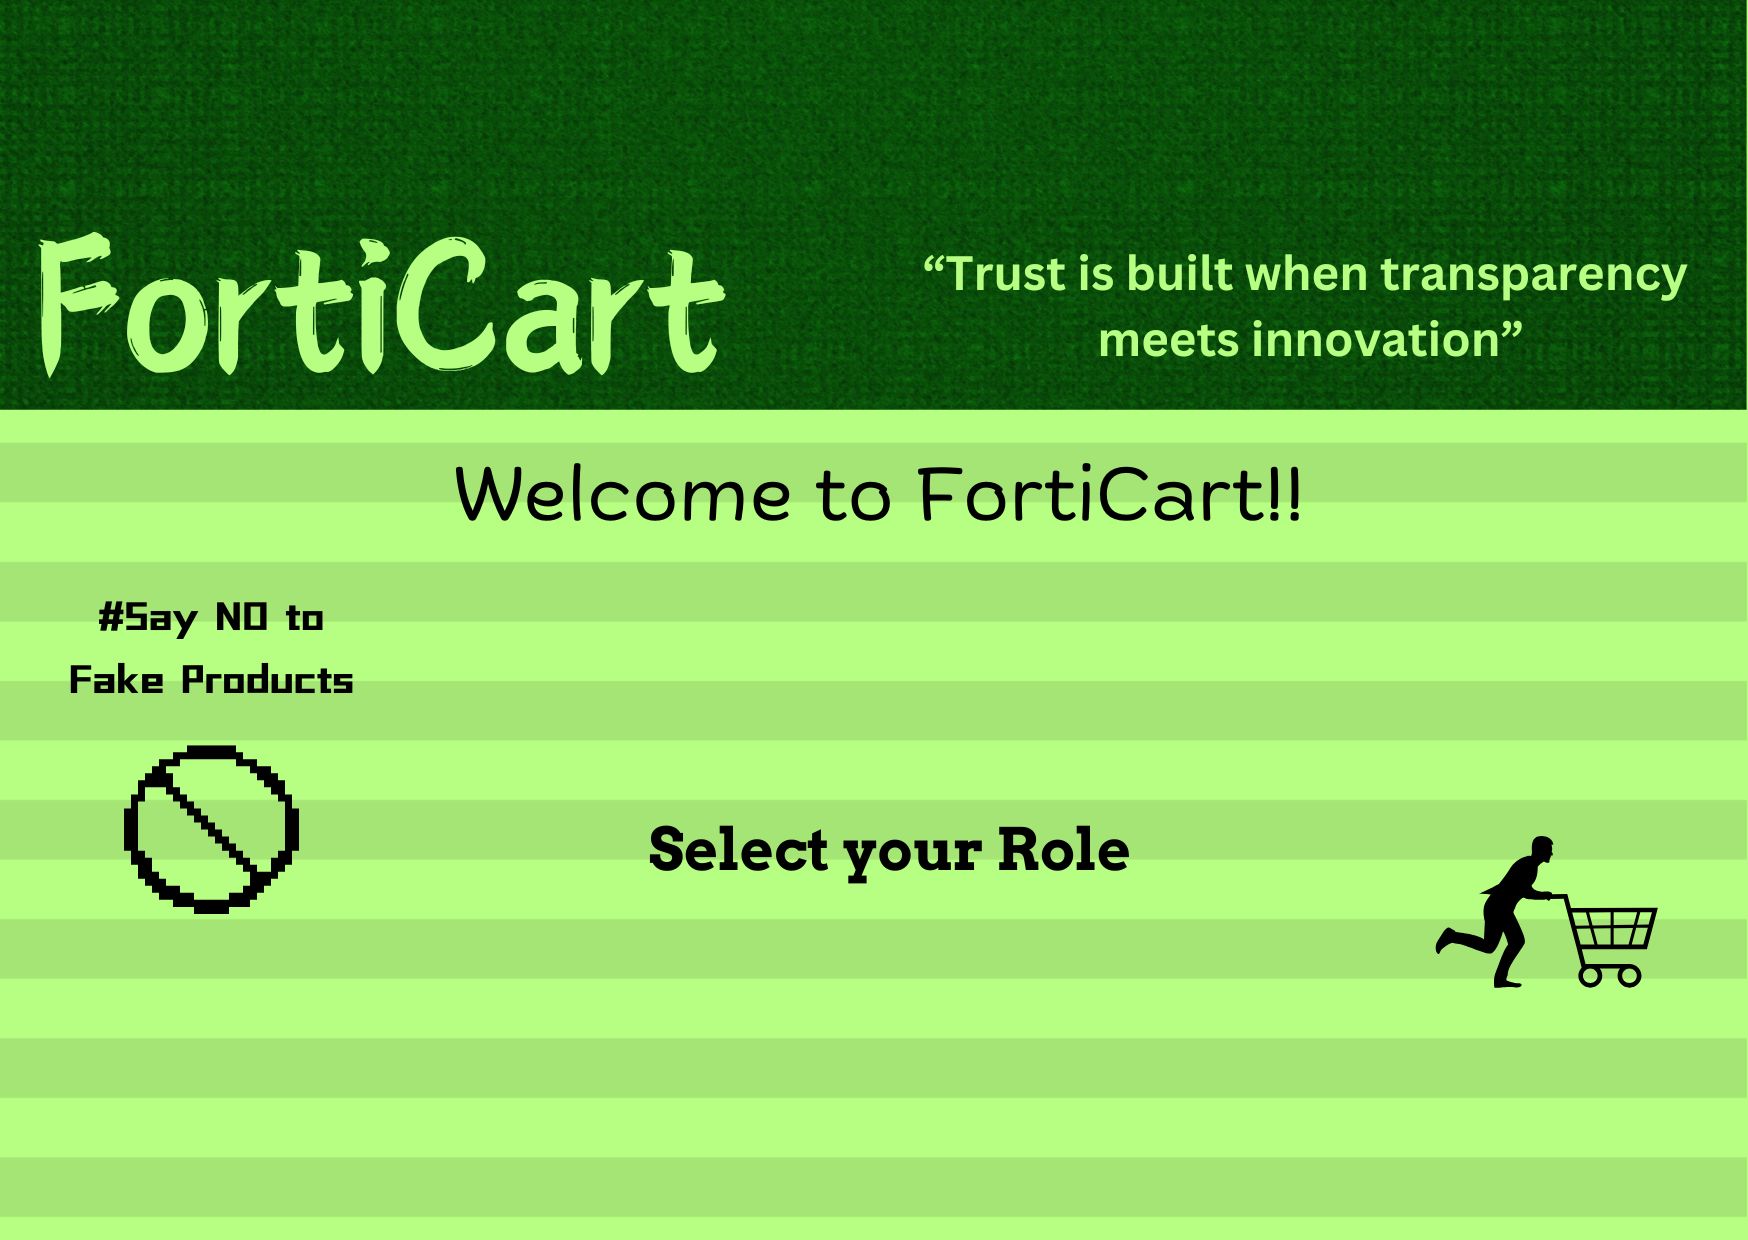 FortiCart
“Trust is built when transparency
meets innovation”
Welcome to FortiCart!!
#Say NO to
Fake Products
Select your Role